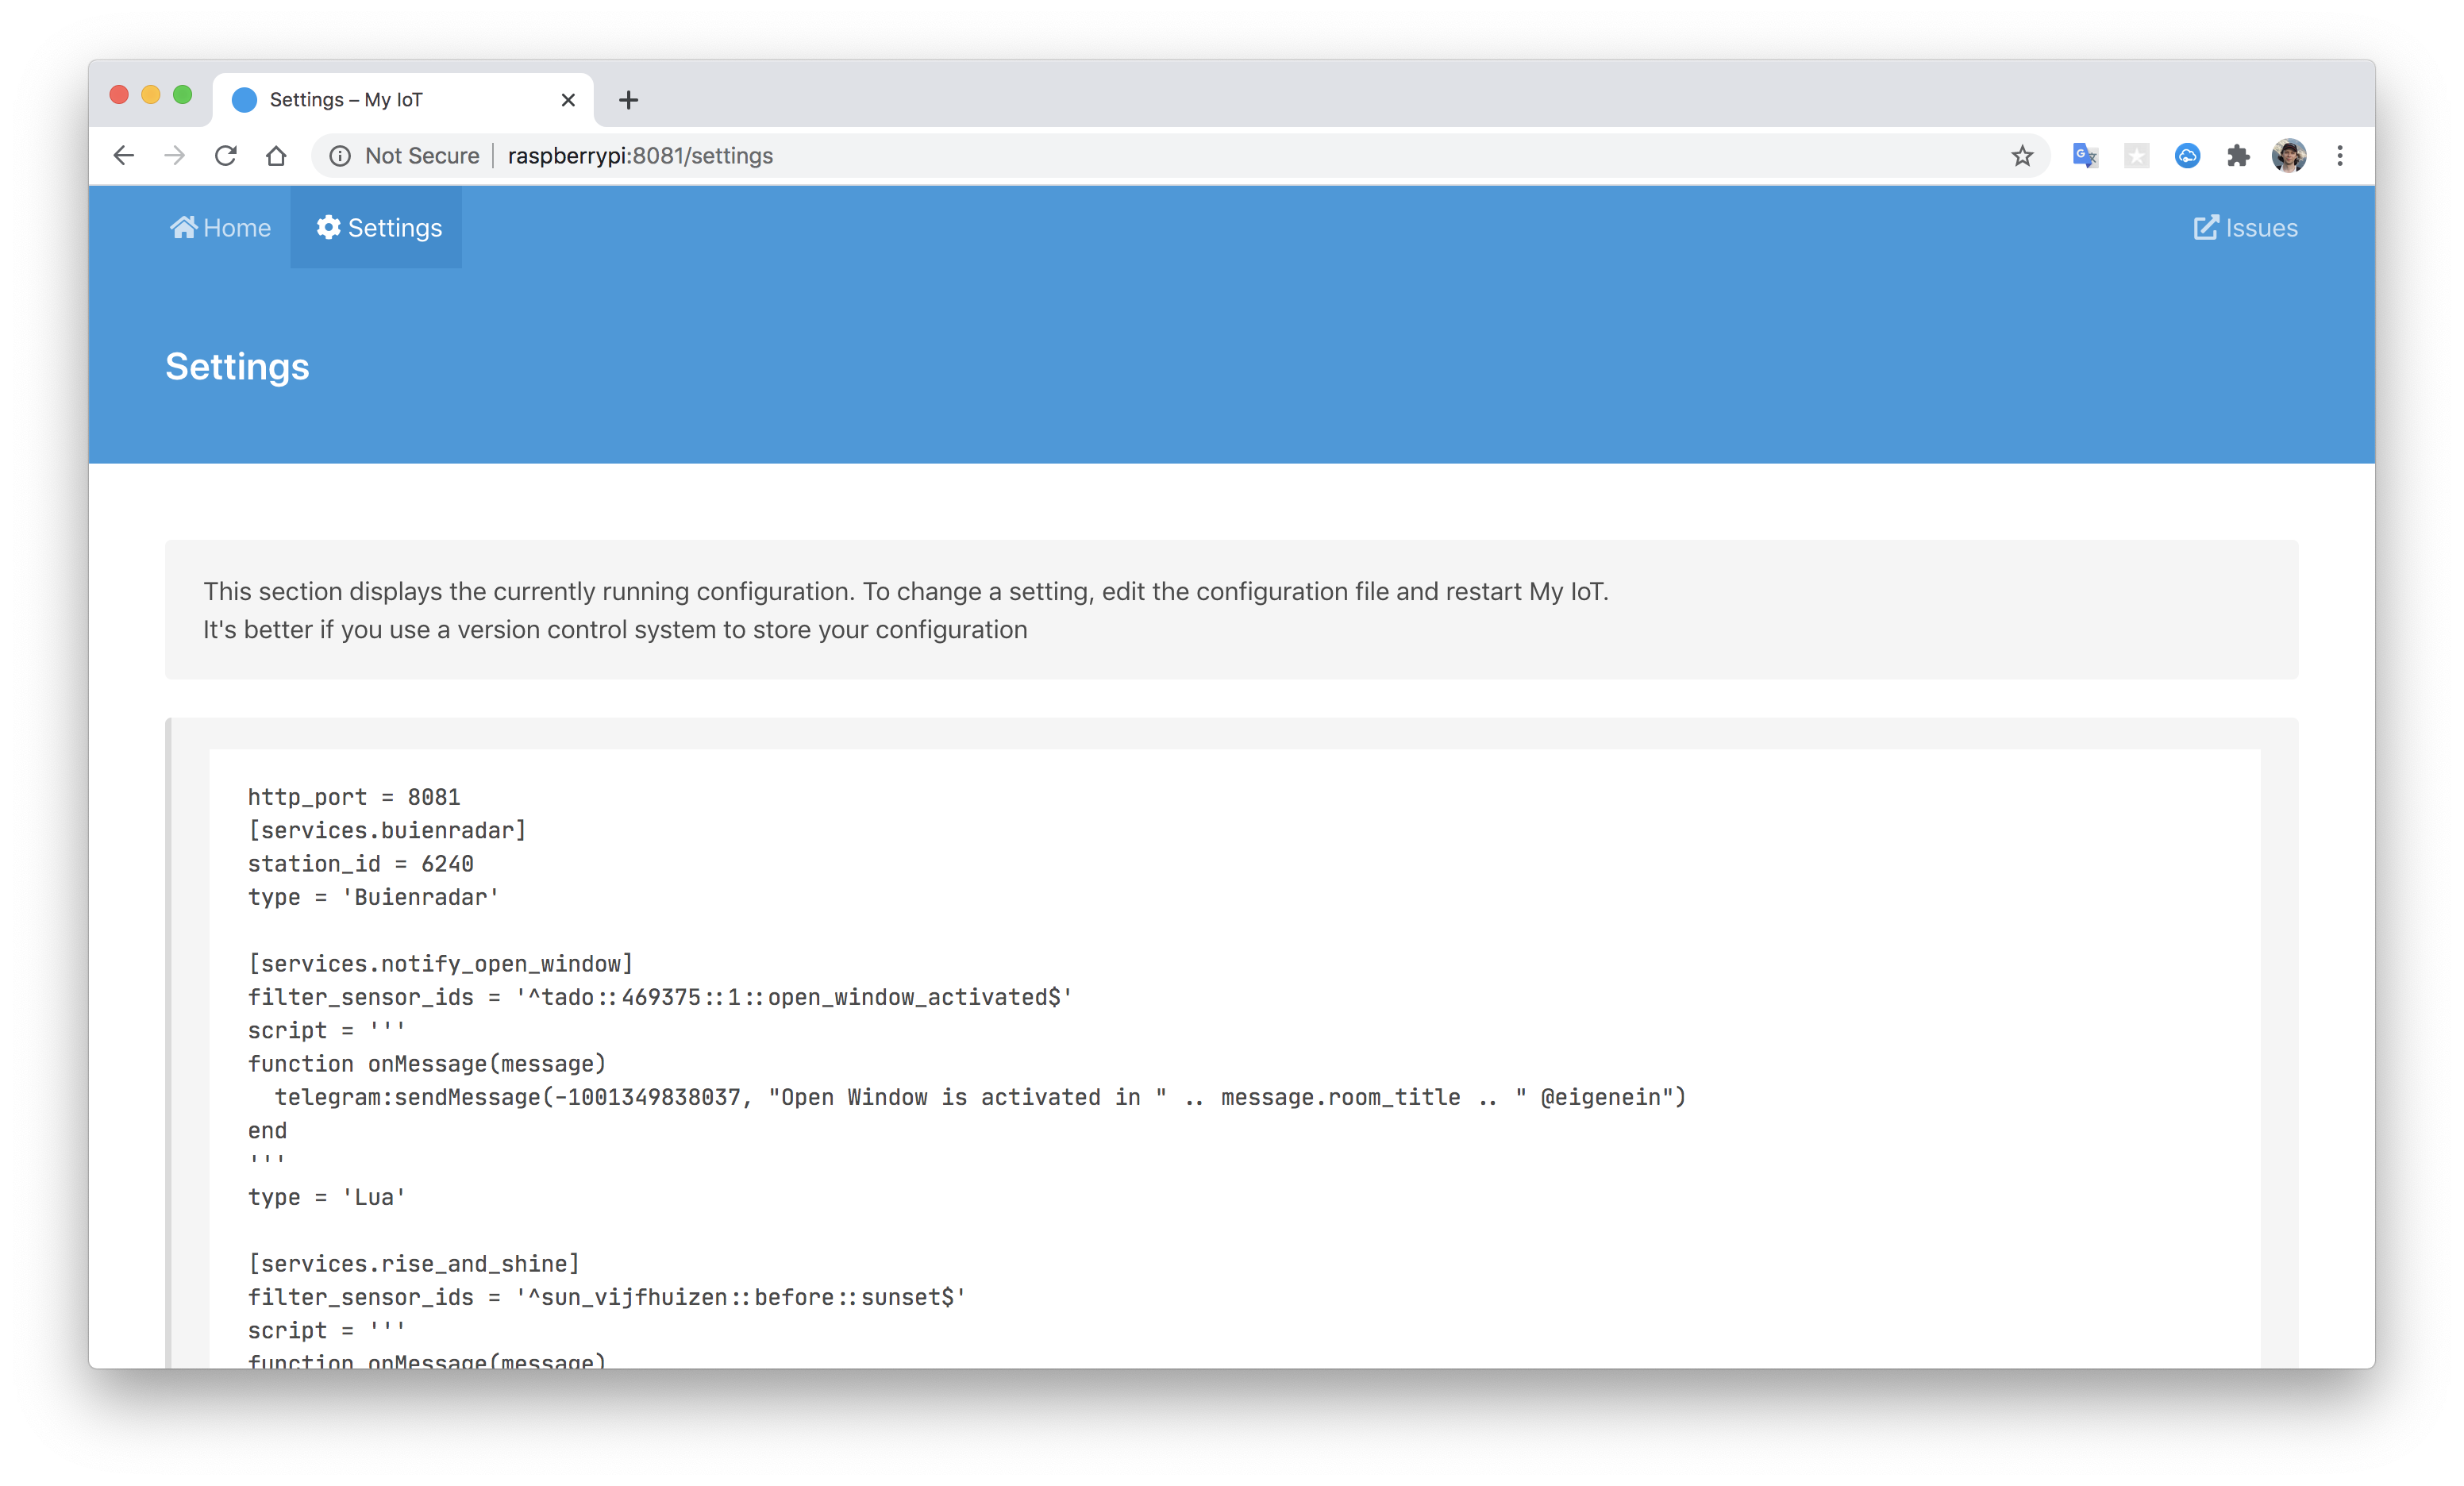 Settings – My IoT
Not Secure raspberrypi:8081/settings
Home Settings Issues
Settings
This section displays the currently running configuration. To change a setting, edit the configuration file and restart My IoT.
It's better if you use a version control system to store your configuration
http_port = 8081
[services.buienradar]
station_id = 6240
type = 'Buienradar'
[services.notify_open_window]
filter_sensor_ids = '^tado::469375::1::open_window_activated$'
script = '''
function onMessage(message)
  telegram:sendMessage(-1001349838037, "Open Window is activated in " .. message.room_title .. " @eigenein")
end
'''
type = 'Lua'
[services.rise_and_shine]
filter_sensor_ids = '^sun_vijfhuizen::before::sunset$'
script = '''
function onMessage(message)